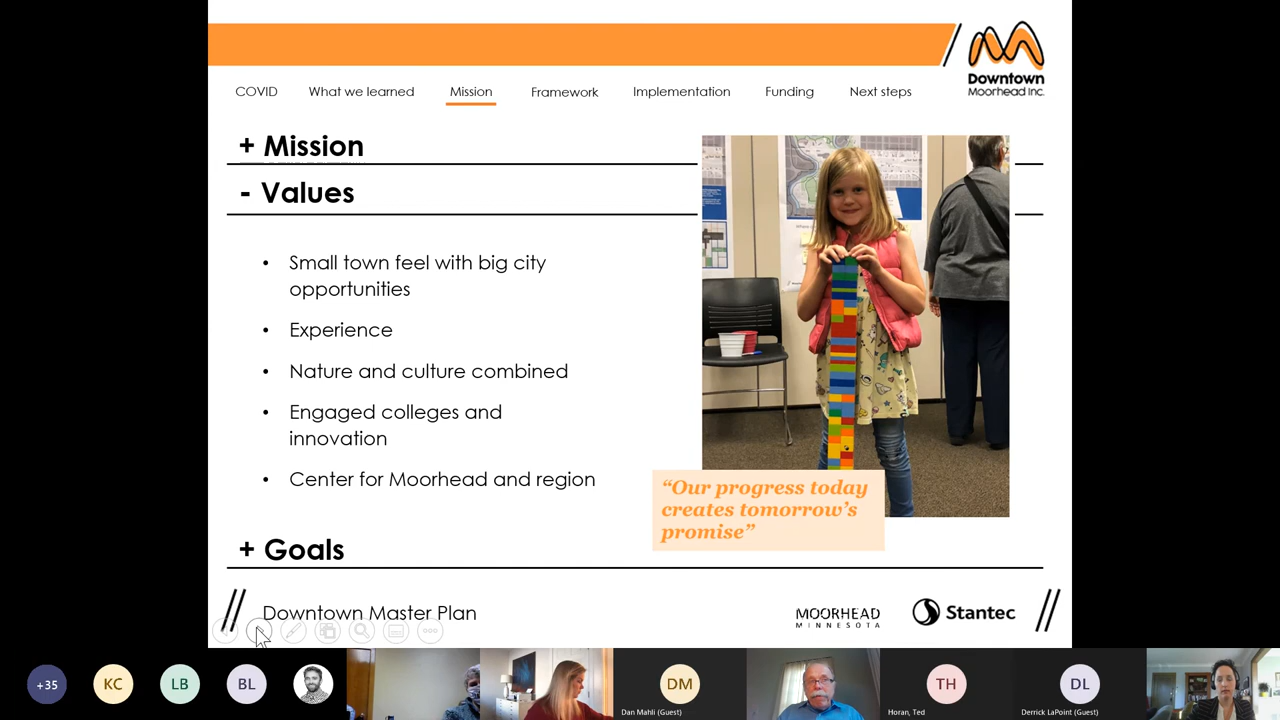 Downtown
Moorhead Inc.
COVID What we learned Mission Framework Implementation Funding Next steps
+ Mission
- Values
• Small town feel with big city
opportunities
• Experience
• Nature and culture combined
• Engaged colleges and
innovation
• Center for Moorhead and region
“Our progress today
creates tomorrow’s
promise”
+ Goals
Downtown Master Plan
MOORHEAD
MINNESOTA
Stantec
+35 KC LB BL DM TH DL
Dan Mahli (Guest) Horan, Ted Derrick LaPoint (Guest)